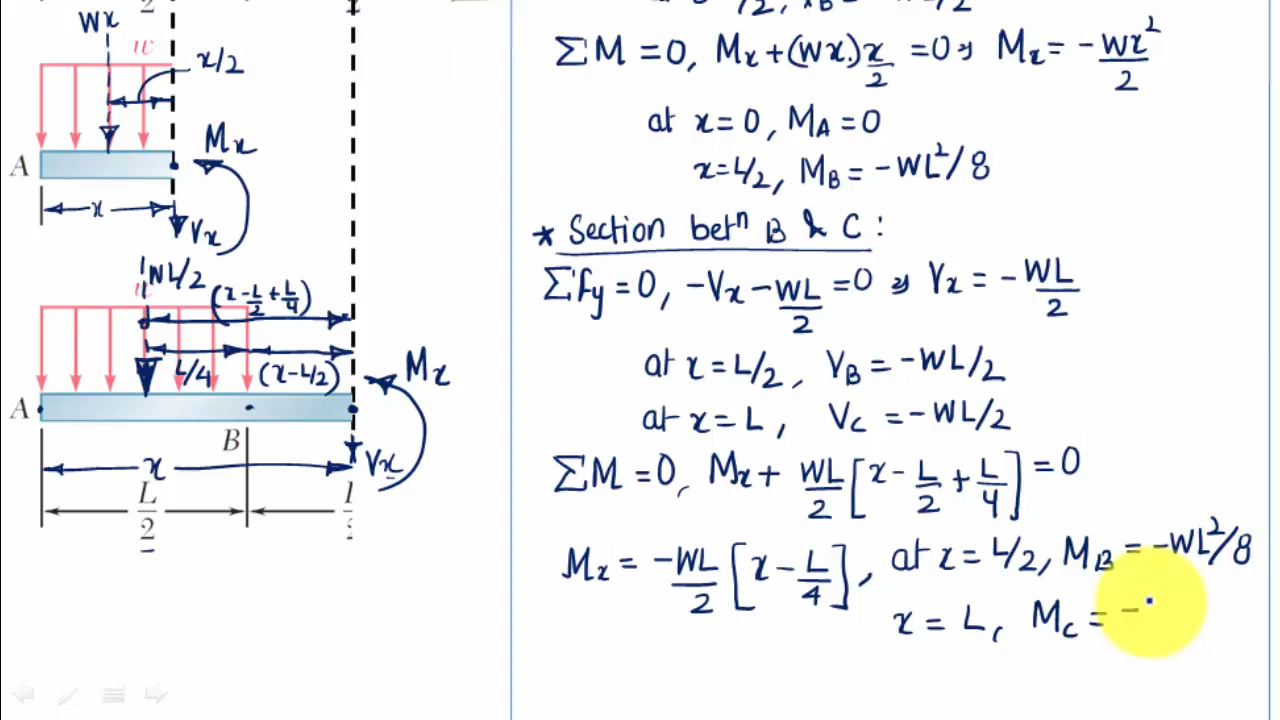 Wx
w
x/2
Mx
A
x
Vx
WL/2
(x-L/2+L/4)
L/4
(x-L/2)
Mx
A
B
x
Vx
L/2
ΣM = 0, Mx + (Wx.)x/2 = 0 ⇒ Mx = -Wx²/2
at x = 0, MA = 0
x = L/2, MB = -WL²/8
* Section betⁿ B & C :
ΣFy = 0, -Vx - WL/2 = 0 ⇒ Vx = -WL/2
at x = L/2, VB = -WL/2
at x = L, VC = -WL/2
ΣM = 0, Mx + WL/2 [x - L/2 + L/4] = 0
Mx = -WL/2 [x - L/4], at x = L/2, MB = -WL²/8
x = L, MC = -